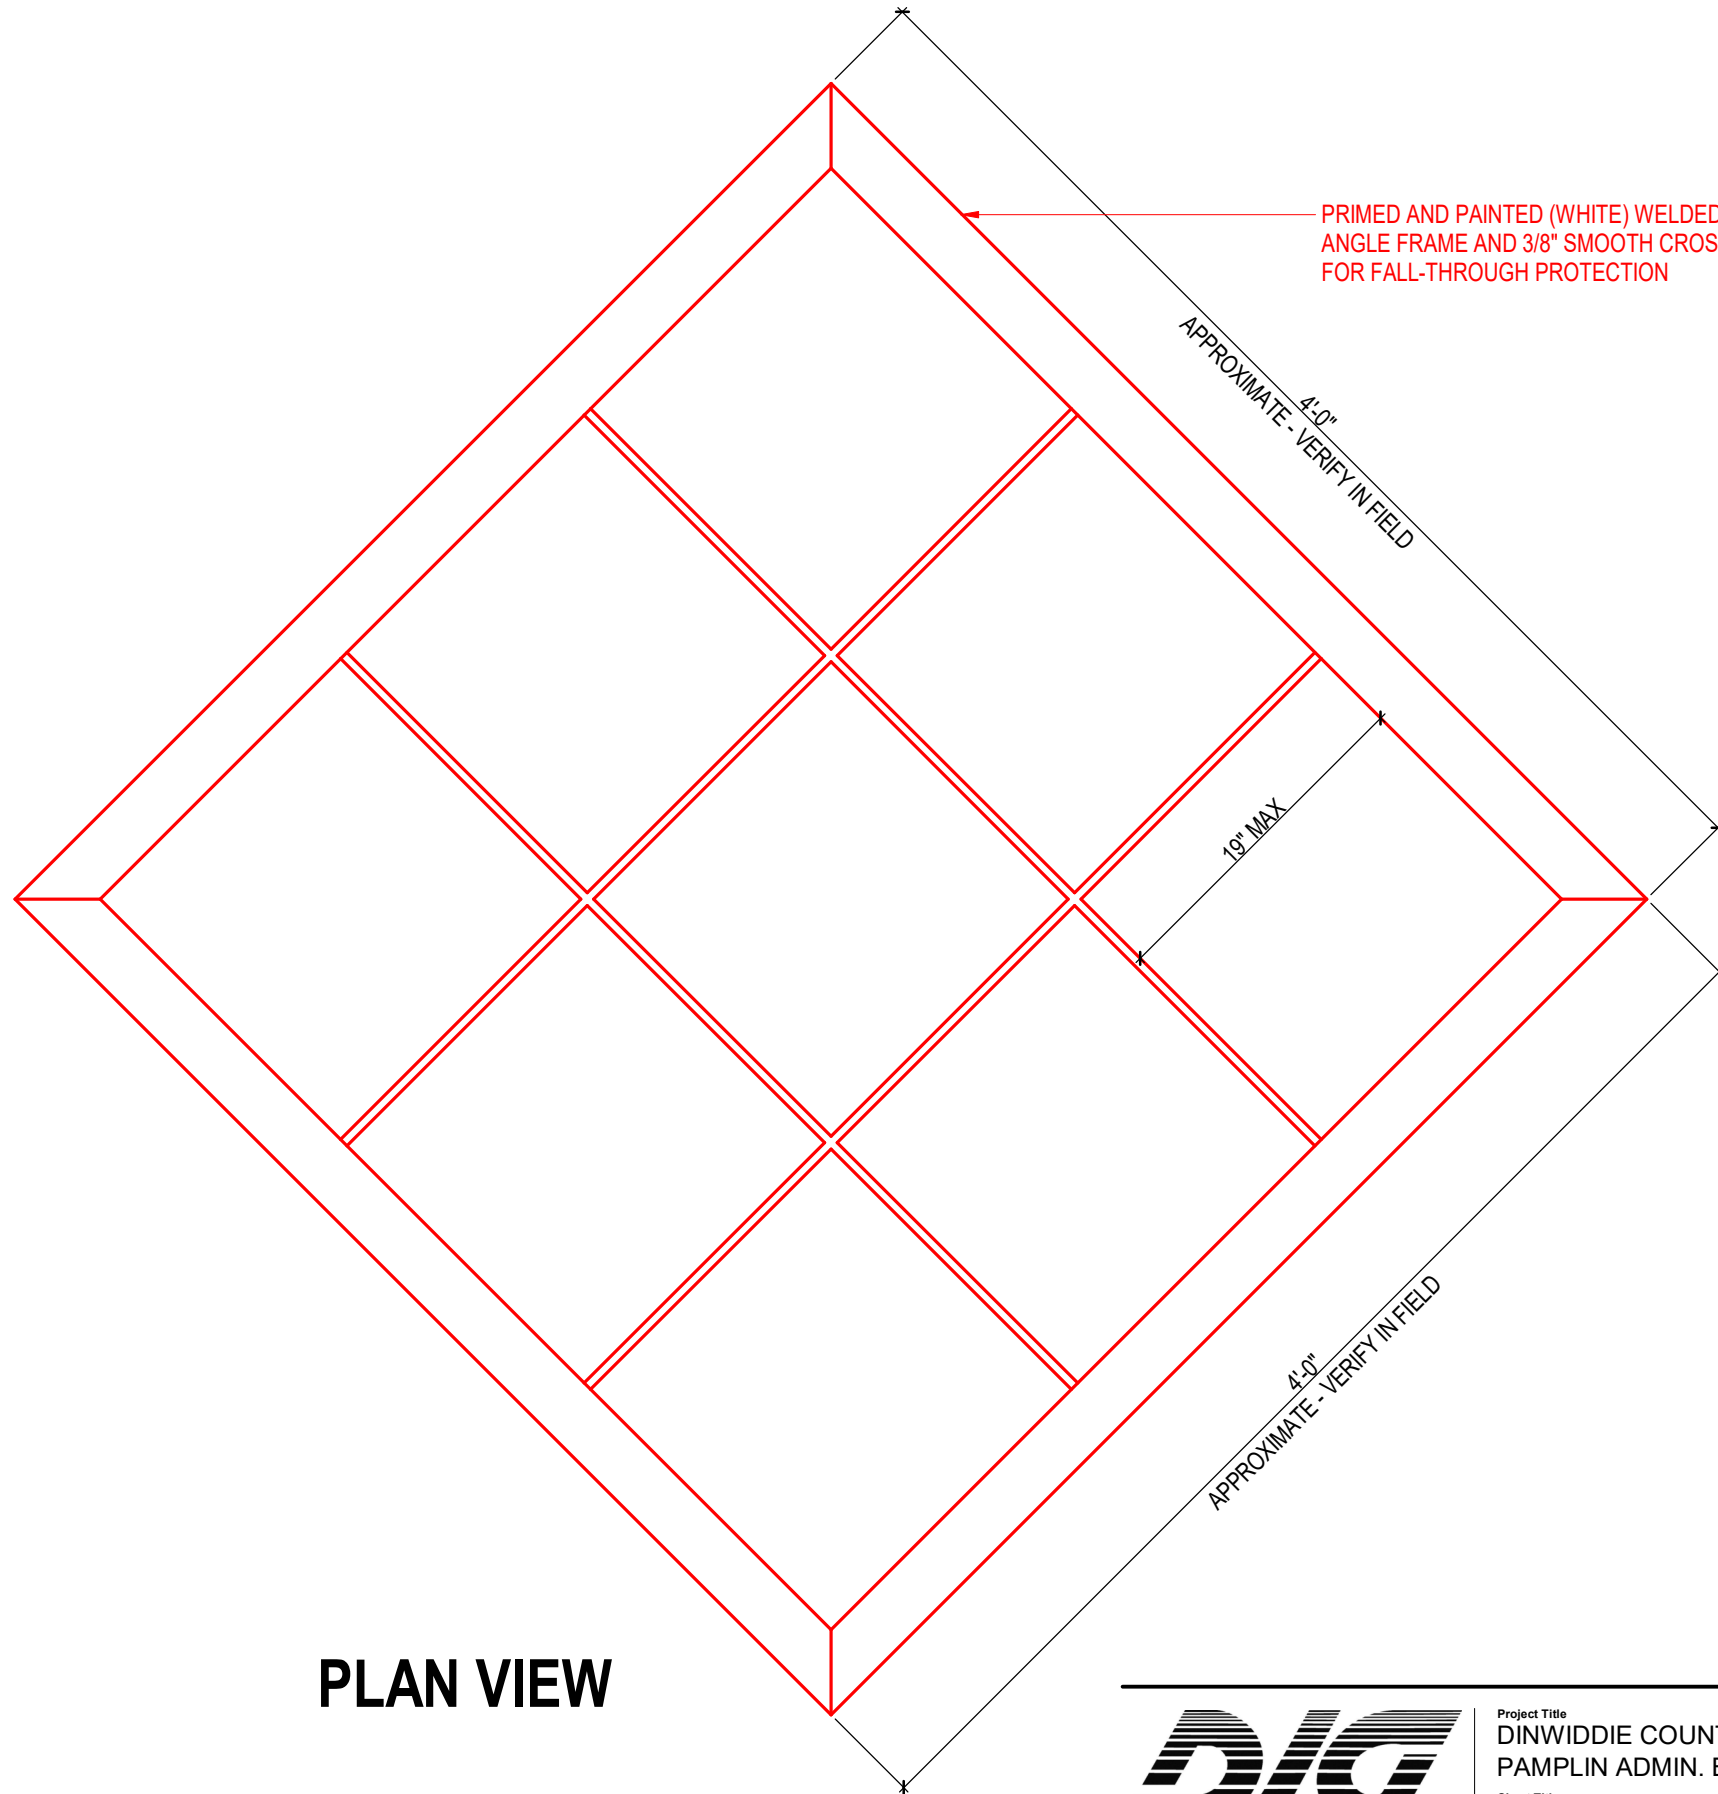 PRIMED AND PAINTED (WHITE) WELDED
ANGLE FRAME AND 3/8" SMOOTH CROS
FOR FALL-THROUGH PROTECTION
4'-0"
APPROXIMATE - VERIFY IN FIELD
19" MAX
4'-0"
APPROXIMATE - VERIFY IN FIELD
PLAN VIEW
Project Title
DINWIDDIE COUNT
PAMPLIN ADMIN. B